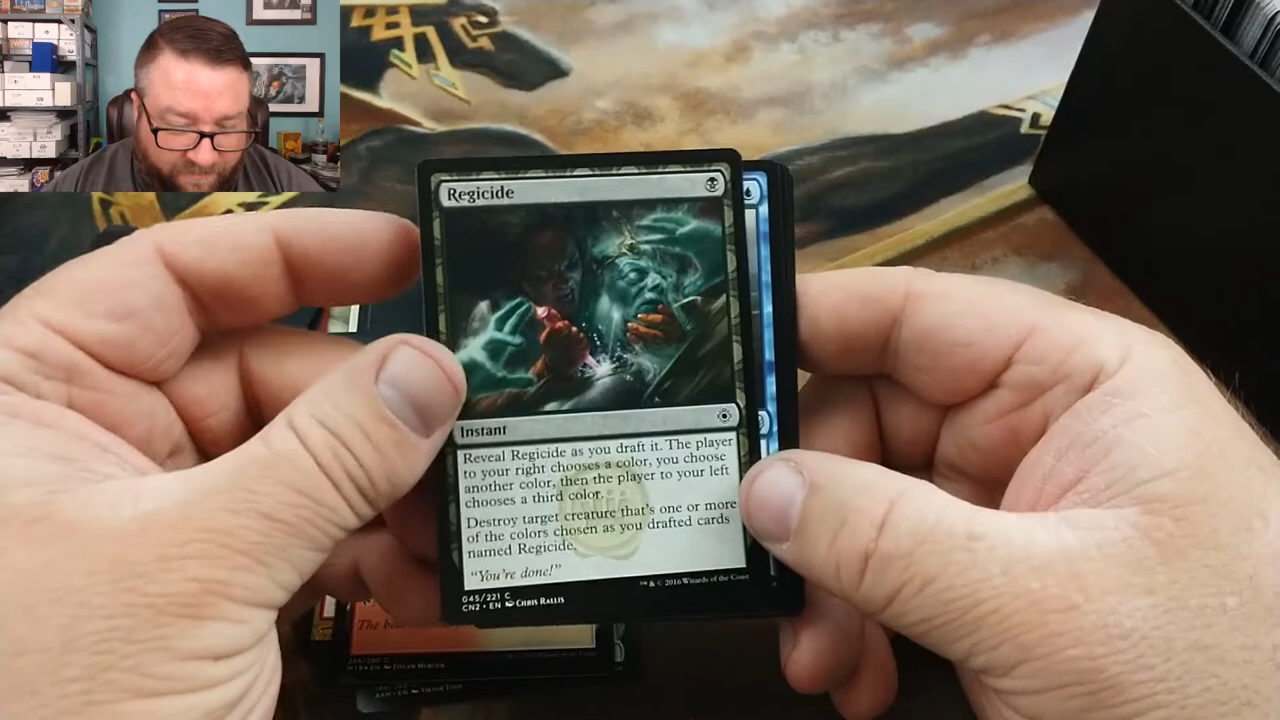 Regicide
Instant
Reveal Regicide as you draft it. The player
to your right chooses a color, you choose
another color, then the player to your left
chooses a third color.
Destroy target creature that's one or more
of the colors chosen as you drafted cards
named Regicide.
"You're done!"
™ & © 2016 Wizards of the Coast
045/221 C
CN2 • EN Chris Rallis
The